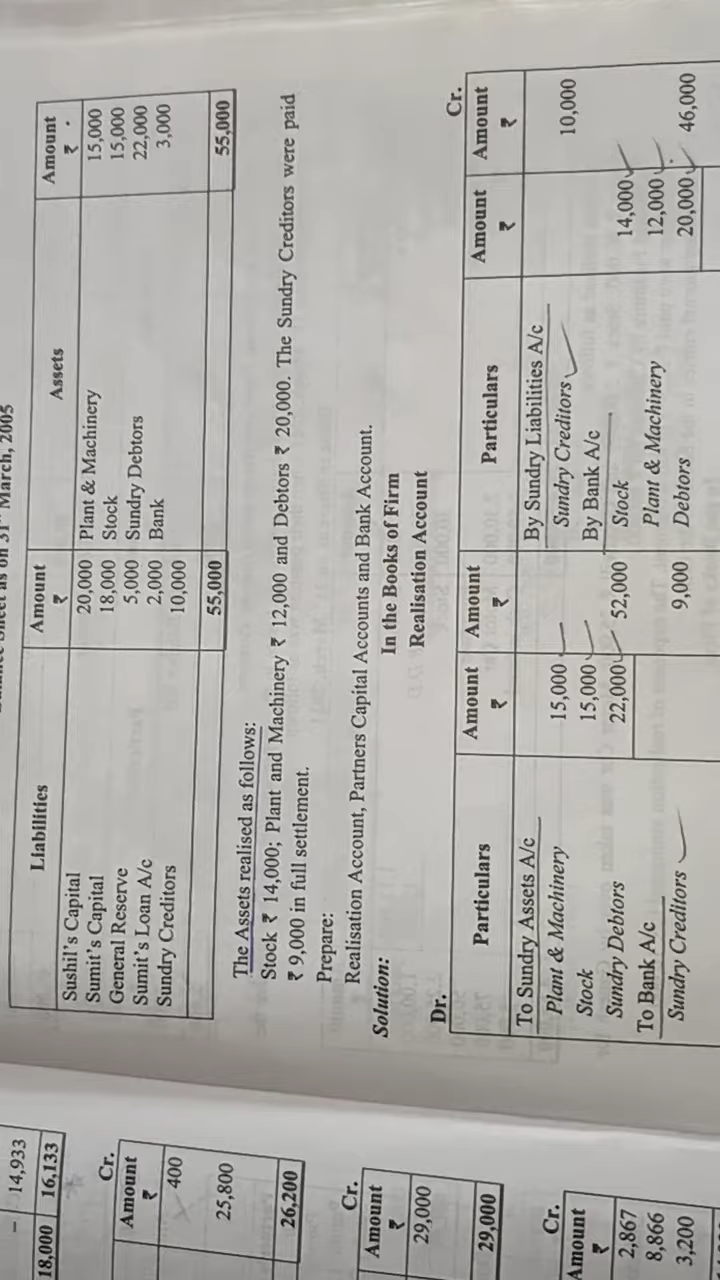 Balance Sheet as on 31st March, 2005
Liabilities Amount ₹ Assets Amount ₹
Sushil's Capital 20,000 Plant & Machinery 15,000
Sumit's Capital 18,000 Stock 15,000
General Reserve 5,000 Sundry Debtors 22,000
Sumit's Loan A/c 2,000 Bank 3,000
Sundry Creditors 10,000
55,000 55,000
The Assets realised as follows:
Stock ₹ 14,000; Plant and Machinery ₹ 12,000 and Debtors ₹ 20,000. The Sundry Creditors were paid
₹ 9,000 in full settlement.
Prepare:
Realisation Account, Partners Capital Accounts and Bank Account.
Solution:
In the Books of Firm
Realisation Account
Dr. Cr.
Particulars Amount ₹ Amount ₹ Particulars Amount ₹ Amount ₹
To Sundry Assets A/c By Sundry Liabilities A/c
Plant & Machinery 15,000 Sundry Creditors 10,000
Stock 15,000 By Bank A/c
Sundry Debtors 22,000 52,000 Stock 14,000
To Bank A/c Plant & Machinery 12,000
Sundry Creditors 9,000 Debtors 20,000 46,000
– 14,933
18,000 16,133
Cr.
Amount
₹
400
25,800
26,200
Cr.
Amount
₹
29,000
29,000
Cr.
Amount
₹
2,867
8,866
3,200